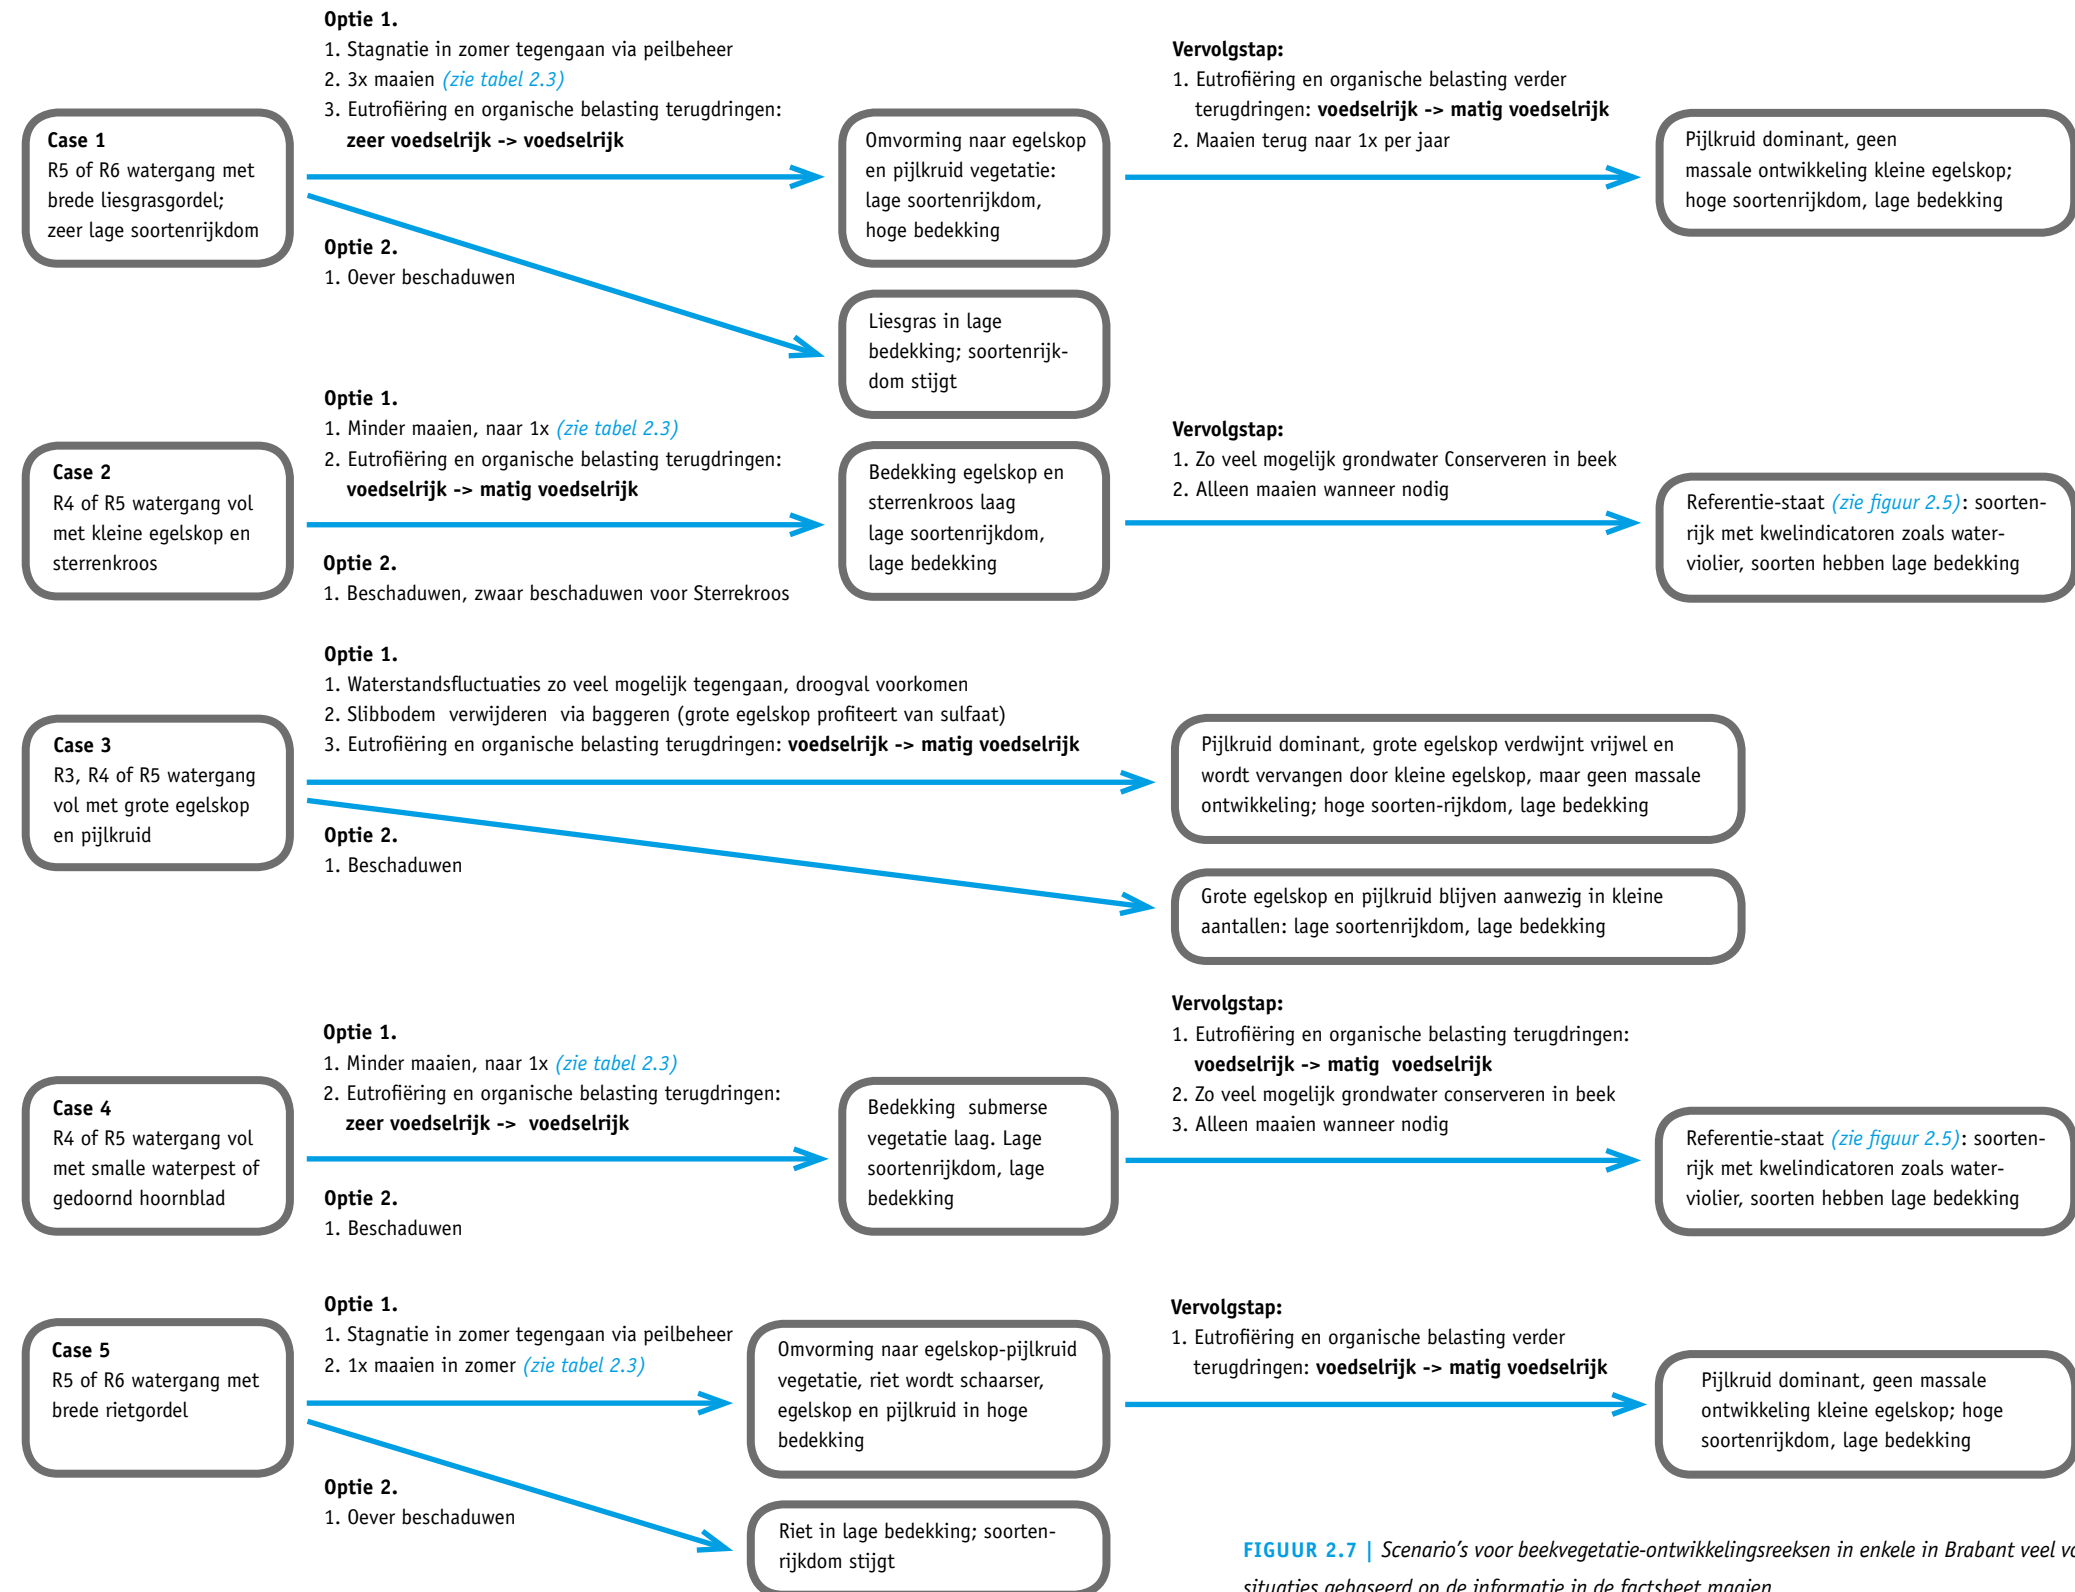 Optie 1.
1. Stagnatie in zomer tegengaan via peilbeheer
2. 3x maaien (zie tabel 2.3)
3. Eutrofiëring en organische belasting terugdringen:
zeer voedselrijk -> voedselrijk
Vervolgstap:
1. Eutrofiëring en organische belasting verder
terugdringen: voedselrijk -> matig voedselrijk
2. Maaien terug naar 1x per jaar
Case 1
R5 of R6 watergang met
brede liesgrasgordel;
zeer lage soortenrijkdom
Omvorming naar egelskop
en pijlkruid vegetatie:
lage soortenrijkdom,
hoge bedekking
Pijlkruid dominant, geen
massale ontwikkeling kleine egelskop;
hoge soortenrijkdom, lage bedekking
Optie 2.
1. Oever beschaduwen
Liesgras in lage
bedekking; soortenrijk-
dom stijgt
Optie 1.
1. Minder maaien, naar 1x (zie tabel 2.3)
2. Eutrofiëring en organische belasting terugdringen:
voedselrijk -> matig voedselrijk
Vervolgstap:
1. Zo veel mogelijk grondwater Conserveren in beek
2. Alleen maaien wanneer nodig
Case 2
R4 of R5 watergang vol
met kleine egelskop en
sterrenkroos
Bedekking egelskop en
sterrenkroos laag
lage soortenrijkdom,
lage bedekking
Referentie-staat (zie figuur 2.5): soorten-
rijk met kwelindicatoren zoals water-
violier, soorten hebben lage bedekking
Optie 2.
1. Beschaduwen, zwaar beschaduwen voor Sterrekroos
Optie 1.
1. Waterstandsfluctuaties zo veel mogelijk tegengaan, droogval voorkomen
2. Slibbodem verwijderen via baggeren (grote egelskop profiteert van sulfaat)
3. Eutrofiëring en organische belasting terugdringen: voedselrijk -> matig voedselrijk
Case 3
R3, R4 of R5 watergang
vol met grote egelskop
en pijlkruid
Pijlkruid dominant, grote egelskop verdwijnt vrijwel en
wordt vervangen door kleine egelskop, maar geen massale
ontwikkeling; hoge soorten-rijkdom, lage bedekking
Optie 2.
1. Beschaduwen
Grote egelskop en pijlkruid blijven aanwezig in kleine
aantallen: lage soortenrijkdom, lage bedekking
Optie 1.
1. Minder maaien, naar 1x (zie tabel 2.3)
2. Eutrofiëring en organische belasting terugdringen:
zeer voedselrijk -> voedselrijk
Vervolgstap:
1. Eutrofiëring en organische belasting terugdringen:
voedselrijk -> matig voedselrijk
2. Zo veel mogelijk grondwater conserveren in beek
3. Alleen maaien wanneer nodig
Case 4
R4 of R5 watergang vol
met smalle waterpest of
gedoornd hoornblad
Bedekking submerse
vegetatie laag. Lage
soortenrijkdom, lage
bedekking
Referentie-staat (zie figuur 2.5): soorten-
rijk met kwelindicatoren zoals water-
violier, soorten hebben lage bedekking
Optie 2.
1. Beschaduwen
Optie 1.
1. Stagnatie in zomer tegengaan via peilbeheer
2. 1x maaien in zomer (zie tabel 2.3)
Vervolgstap:
1. Eutrofiëring en organische belasting verder
terugdringen: voedselrijk -> matig voedselrijk
Case 5
R5 of R6 watergang met
brede rietgordel
Omvorming naar egelskop-pijlkruid
vegetatie, riet wordt schaarser,
egelskop en pijlkruid in hoge
bedekking
Pijlkruid dominant, geen massale
ontwikkeling kleine egelskop; hoge
soortenrijkdom, lage bedekking
Optie 2.
1. Oever beschaduwen
Riet in lage bedekking; soorten-
rijkdom stijgt
FIGUUR 2.7 | Scenario's voor beekvegetatie-ontwikkelingsreeksen in enkele in Brabant veel
situaties gebaseerd op de informatie in de factsheet maaien